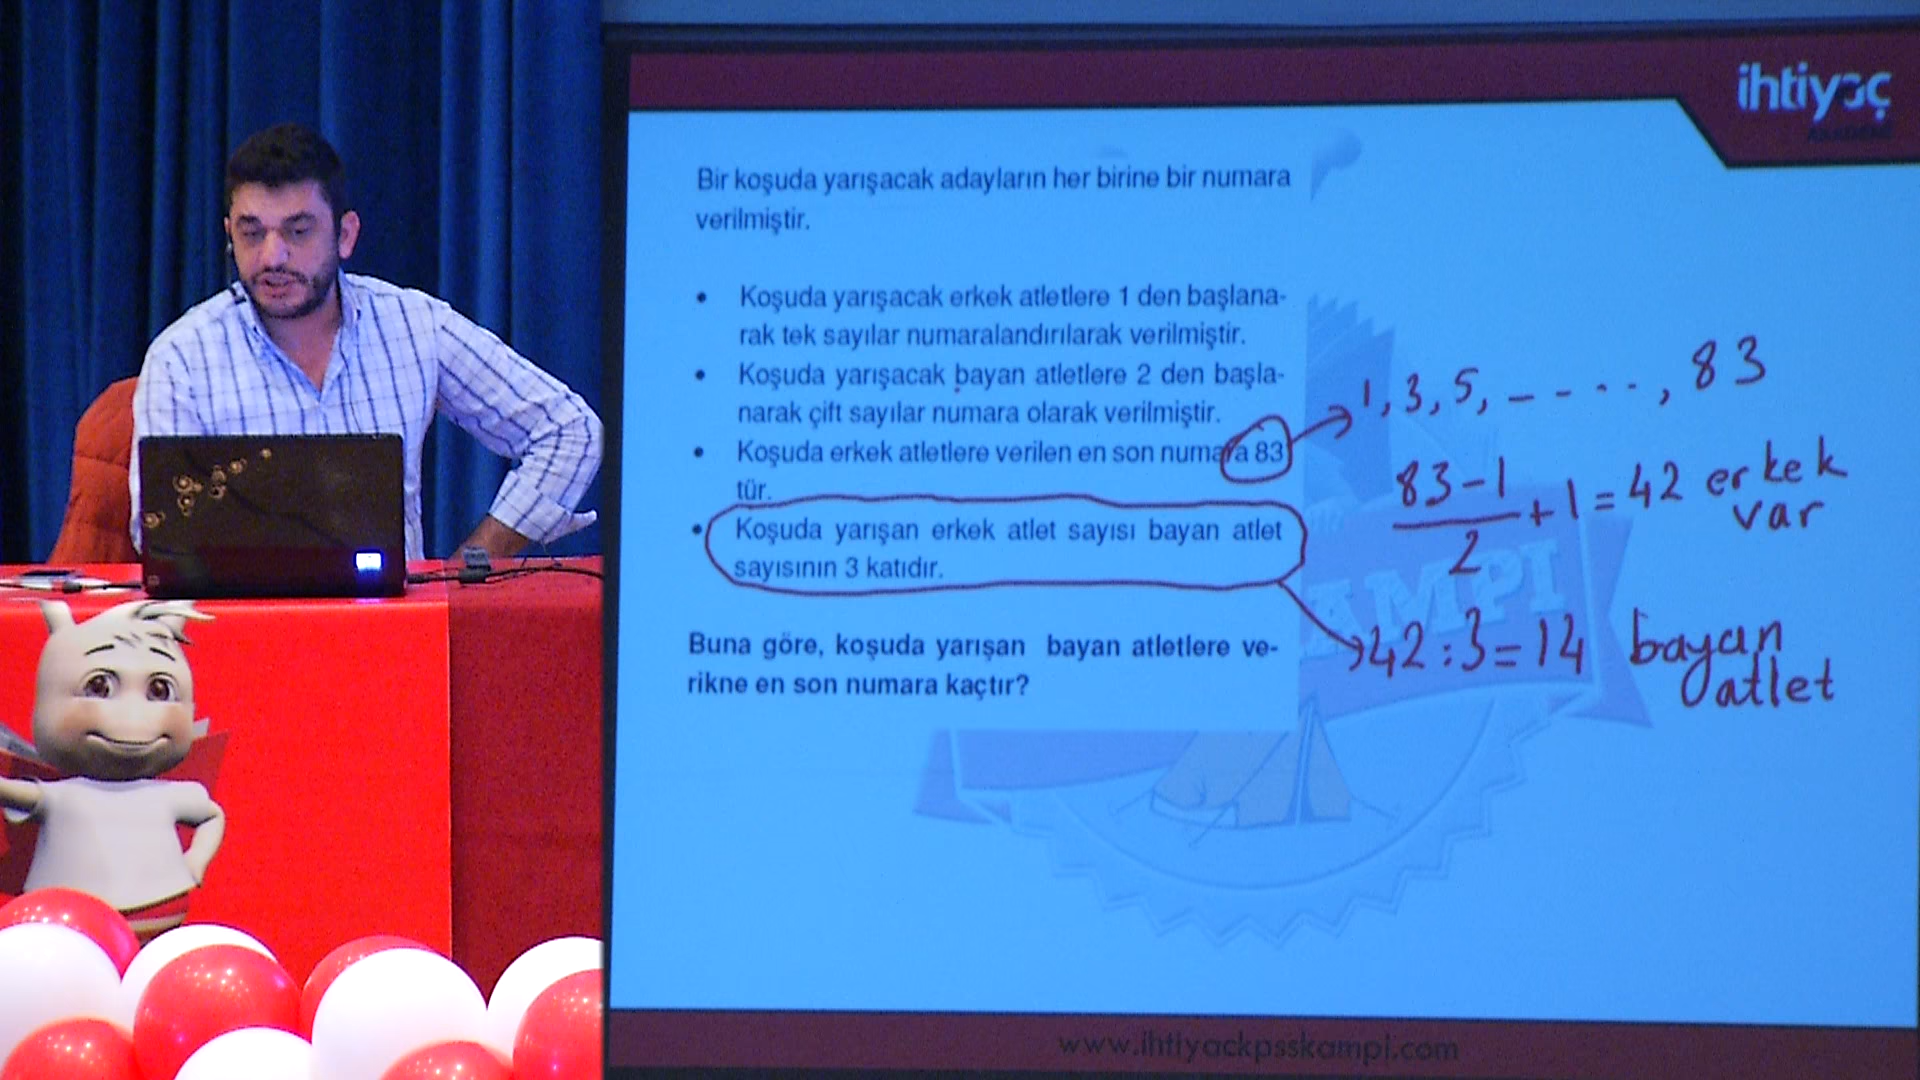 ihtiyaç
AKADEMİ
Bir koşuda yarışacak adayların her birine bir numara
verilmiştir.
• Koşuda yarışacak erkek atletlere 1 den başlana-
rak tek sayılar numaralandırılarak verilmiştir.
• Koşuda yarışacak bayan atletlere 2 den başla-
narak çift sayılar numara olarak verilmiştir.
• Koşuda erkek atletlere verilen en son numara 83
tür.
• Koşuda yarışan erkek atlet sayısı bayan atlet
sayısının 3 katıdır.
Buna göre, koşuda yarışan bayan atletlere ve-
rikne en son numara kaçtır?
1, 3, 5, - - - - -, 83
83-1
2
+1=42 erkek
var
42:3=14 bayan
atlet
AMPI
www.ihtiyackpsskampi.com